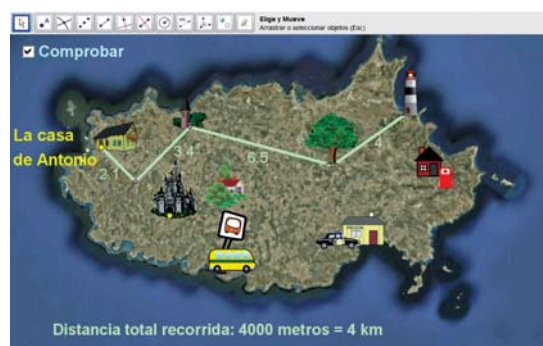 Elige y Mueve
Arrastrar o seleccionar objetos (Esc)
Comprobar
La casa
de Antonio
2.1
3.4
6.5
4
Distancia total recorrida: 4000 metros = 4 km